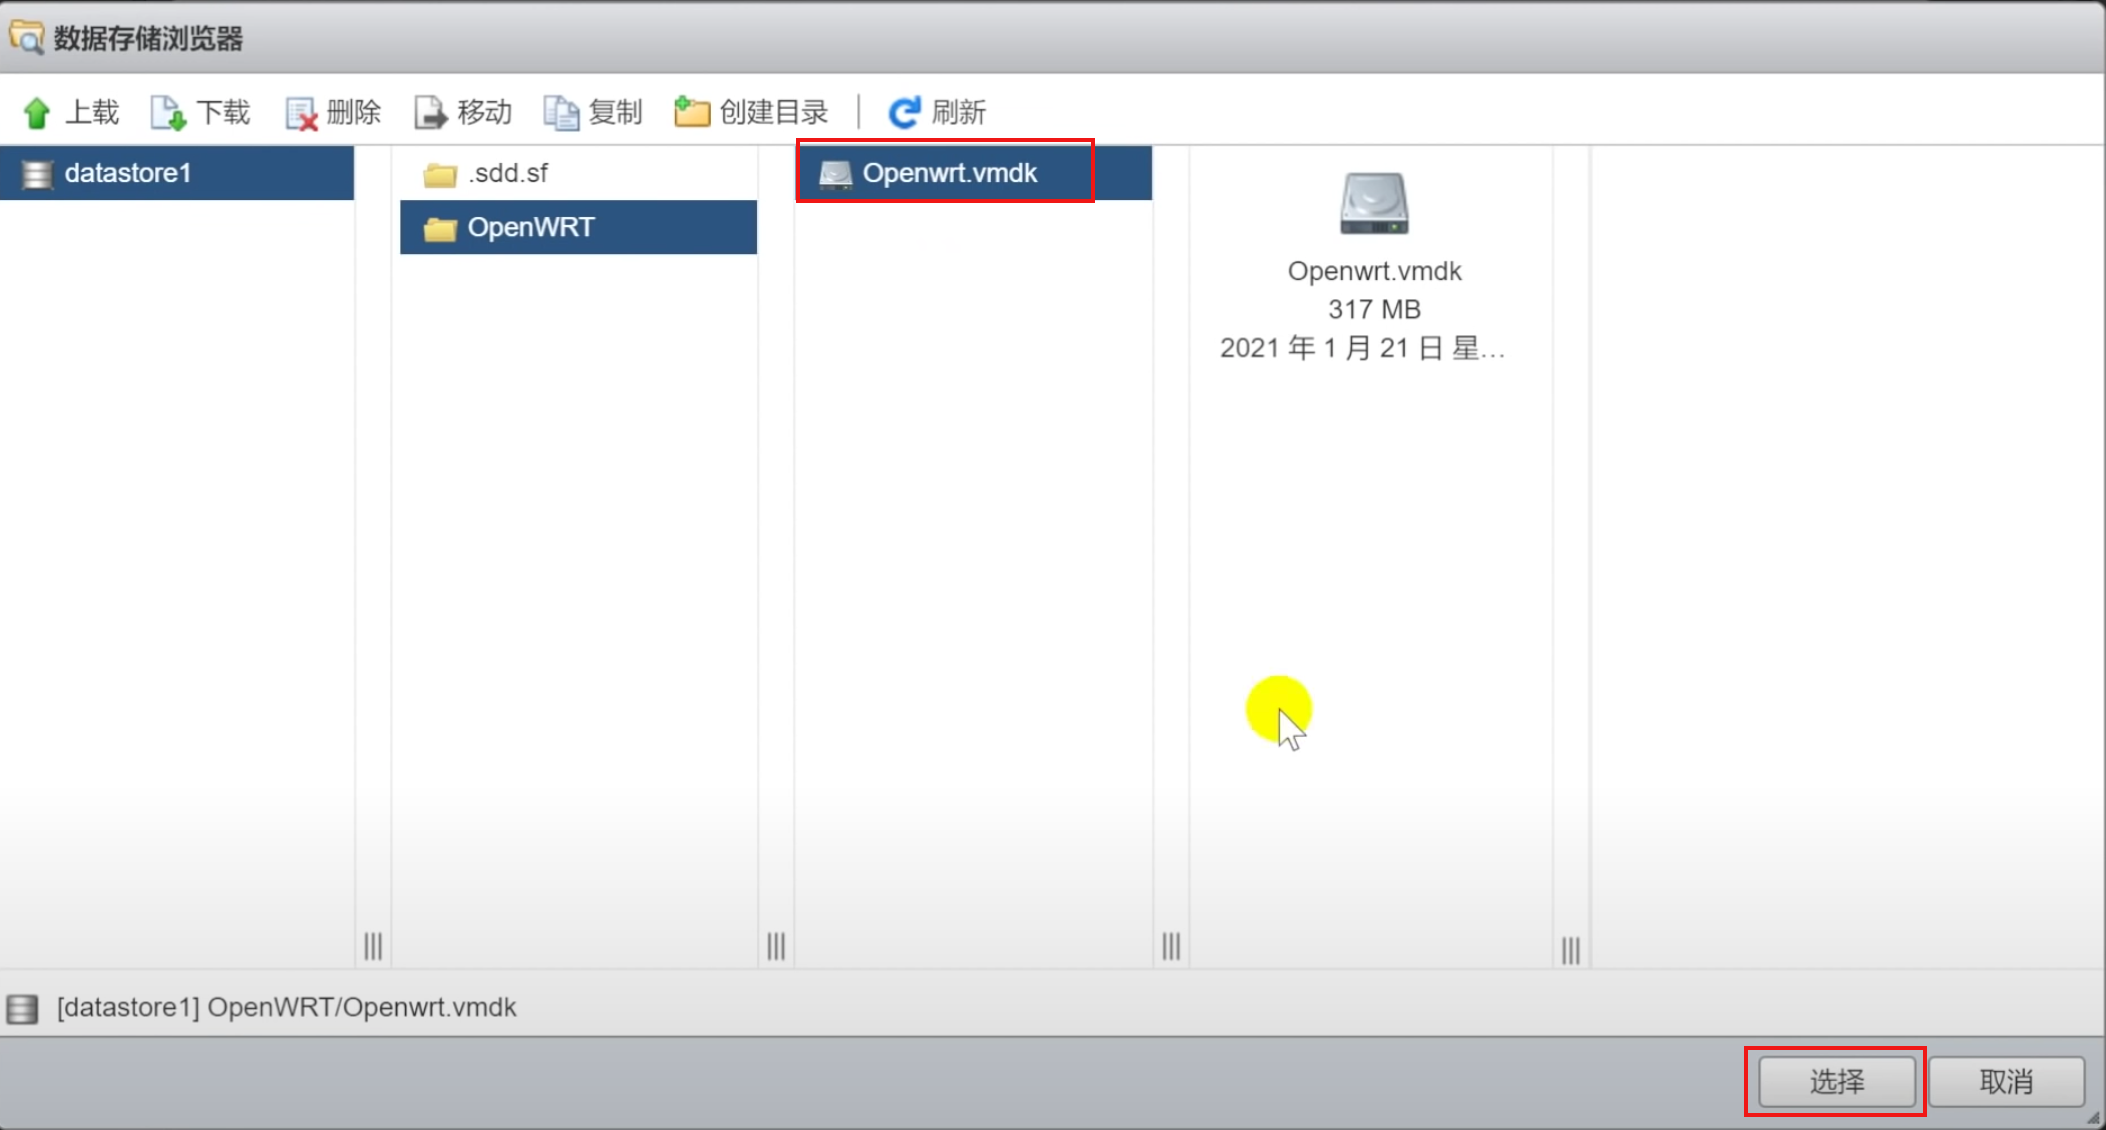 数据存储浏览器
上载 下载 删除 移动 复制 创建目录 刷新
datastore1
.sdd.sf
OpenWRT
Openwrt.vmdk
Openwrt.vmdk
317 MB
2021 年 1 月 21 日 星...
[datastore1] OpenWRT/Openwrt.vmdk
选择 取消